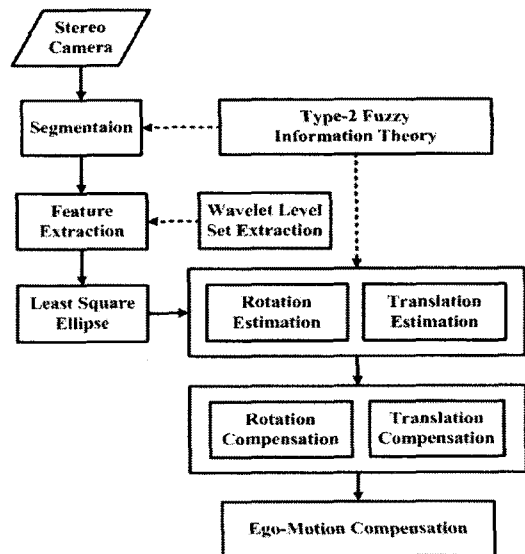 Stereo
Camera
Segmentaion
Type-2 Fuzzy
Information Theory
Feature
Extraction
Wavelet Level
Set Extraction
Least Square
Ellipse
Rotation
Estimation
Translation
Estimation
Rotation
Compensation
Translation
Compensation
Ego-Motion Compensation